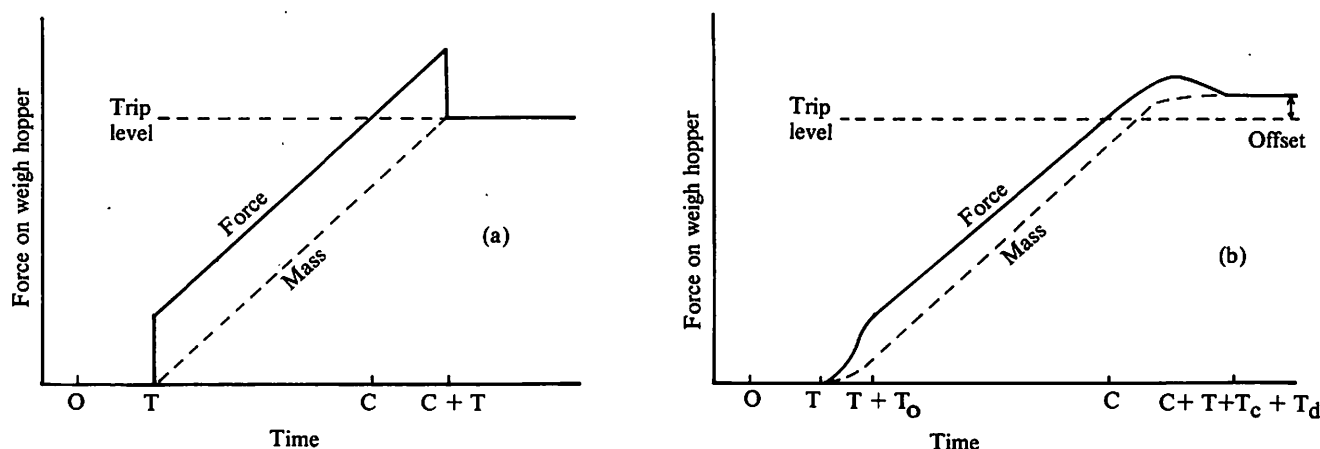 Force on weigh hopper
Trip
level
Force
Mass
(a)
O T C C + T
Time
Force on weigh hopper
Trip
level
Offset
Force
Mass
(b)
O T T + To C C+ T+Tc + Td
Time